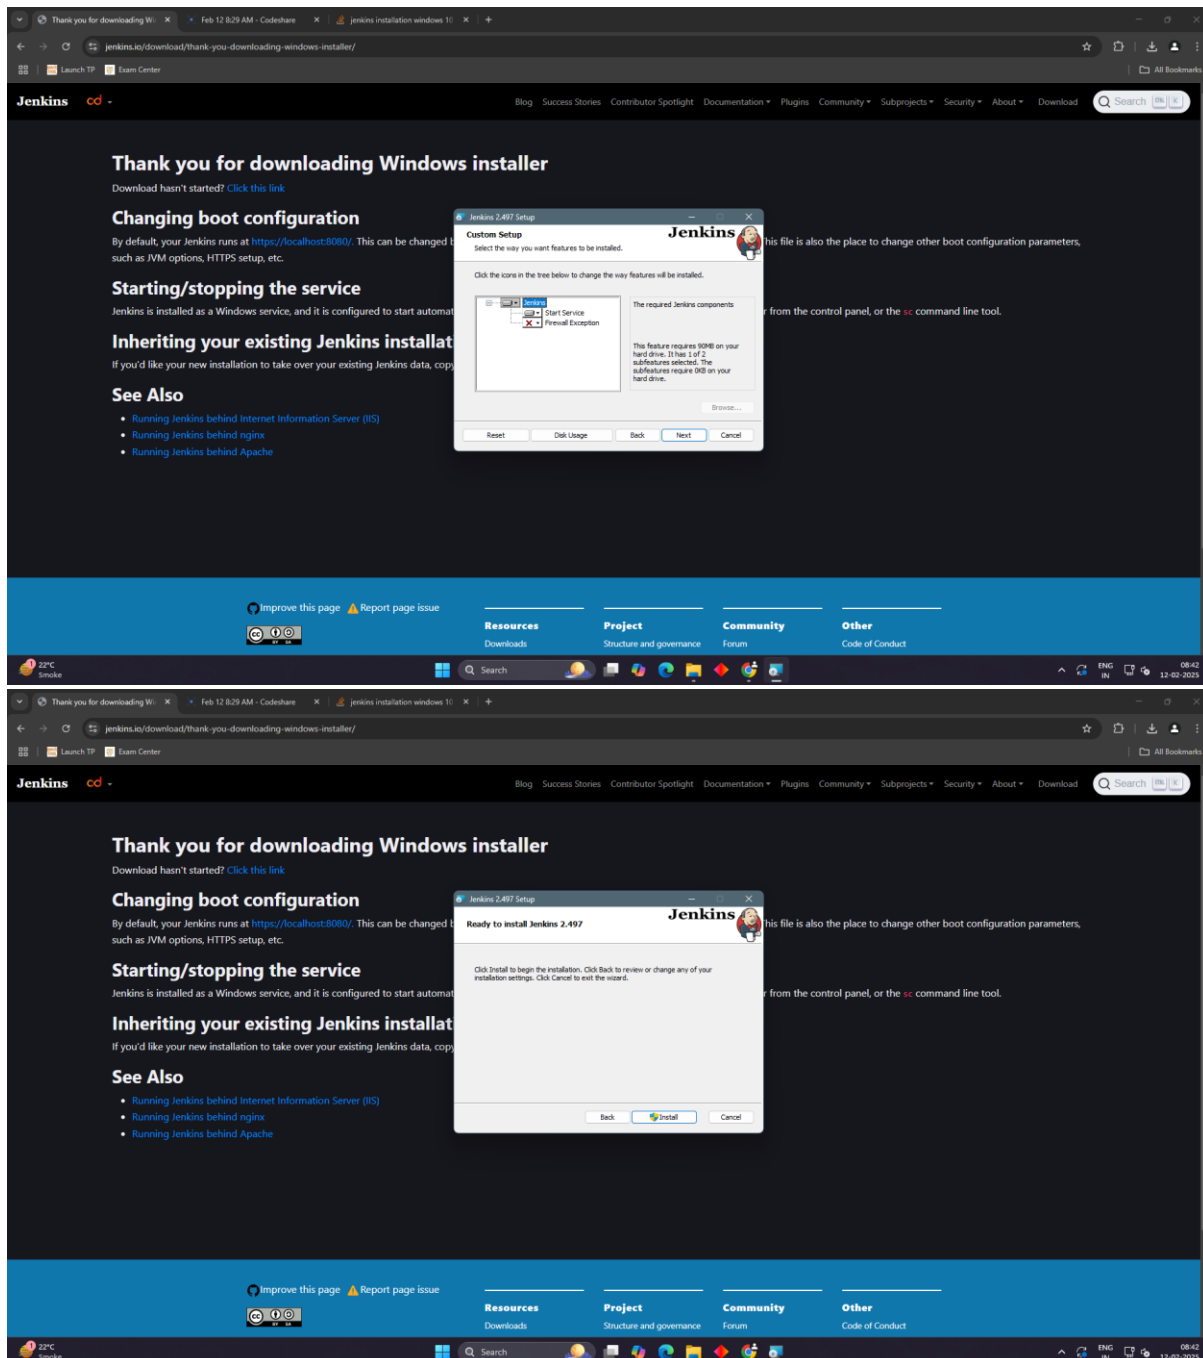 Thank you for downloading Wi
Feb 12 8:29 AM - Codeshare
jenkins installation windows 10
jenkins.io/download/thank-you-downloading-windows-installer/
Launch TP
Exam Center
All Bookmarks
Jenkins
cd
Blog Success Stories Contributor Spotlight Documentation Plugins Community Subprojects Security About Download
Search
Thank you for downloading Windows installer
Download hasn't started? Click this link
Changing boot configuration
By default, your Jenkins runs at https://localhost:8080/. This can be changed
his file is also the place to change other boot configuration parameters,
such as JVM options, HTTPS setup, etc.
Starting/stopping the service
Jenkins is installed as a Windows service, and it is configured to start automat
r from the control panel, or the sc command line tool.
Inheriting your existing Jenkins installat
If you'd like your new installation to take over your existing Jenkins data, copy
See Also
Running Jenkins behind Internet Information Server (IIS)
Running Jenkins behind nginx
Running Jenkins behind Apache
Jenkins 2.497 Setup
Custom Setup
Jenkins
Select the way you want features to be installed.
Click the icons in the tree below to change the way features will be installed.
Jenkins
Start Service
Firewall Exception
The required Jenkins components
This feature requires 90MB on your
hard drive. It has 1 of 2
subfeatures selected. The
subfeatures require 0KB on your
hard drive.
Browse...
Reset Disk Usage Back Next Cancel
Improve this page Report page issue
Resources Project Community Other
Downloads Structure and governance Forum Code of Conduct
22°C
Smoke
Search
ENG
IN
08:42
12-02-2025
Thank you for downloading Wi
Feb 12 8:29 AM - Codeshare
jenkins installation windows 10
jenkins.io/download/thank-you-downloading-windows-installer/
Launch TP
Exam Center
All Bookmarks
Jenkins
cd
Blog Success Stories Contributor Spotlight Documentation Plugins Community Subprojects Security About Download
Search
Thank you for downloading Windows installer
Download hasn't started? Click this link
Changing boot configuration
By default, your Jenkins runs at https://localhost:8080/. This can be changed
his file is also the place to change other boot configuration parameters,
such as JVM options, HTTPS setup, etc.
Starting/stopping the service
Jenkins is installed as a Windows service, and it is configured to start automat
r from the control panel, or the sc command line tool.
Inheriting your existing Jenkins installat
If you'd like your new installation to take over your existing Jenkins data, copy
See Also
Running Jenkins behind Internet Information Server (IIS)
Running Jenkins behind nginx
Running Jenkins behind Apache
Jenkins 2.497 Setup
Ready to install Jenkins 2.497
Jenkins
Click Install to begin the installation. Click Back to review or change any of your
installation settings. Click Cancel to exit the wizard.
Back Install Cancel
Improve this page Report page issue
Resources Project Community Other
Downloads Structure and governance Forum Code of Conduct
22°C
Smoke
Search
ENG
IN
08:42
12-02-2025